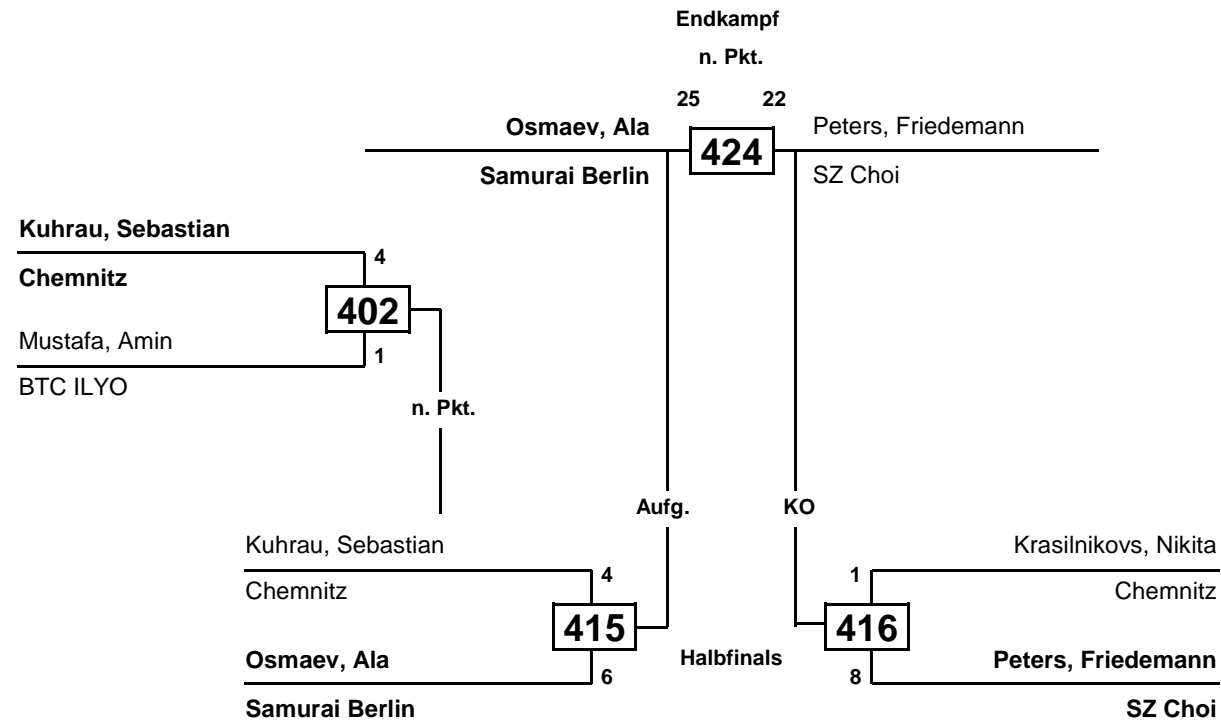 Endkampf
n. Pkt.
25 22
Osmaev, Ala
424
Peters, Friedemann
Samurai Berlin
SZ Choi
Kuhrau, Sebastian
4
Chemnitz
402
Mustafa, Amin
1
BTC ILYO
n. Pkt.
Aufg. KO
Kuhrau, Sebastian
4
Chemnitz
415
Osmaev, Ala
6
Samurai Berlin
Halbfinals
Krasilnikovs, Nikita
1
Chemnitz
416
Peters, Friedemann
8
SZ Choi